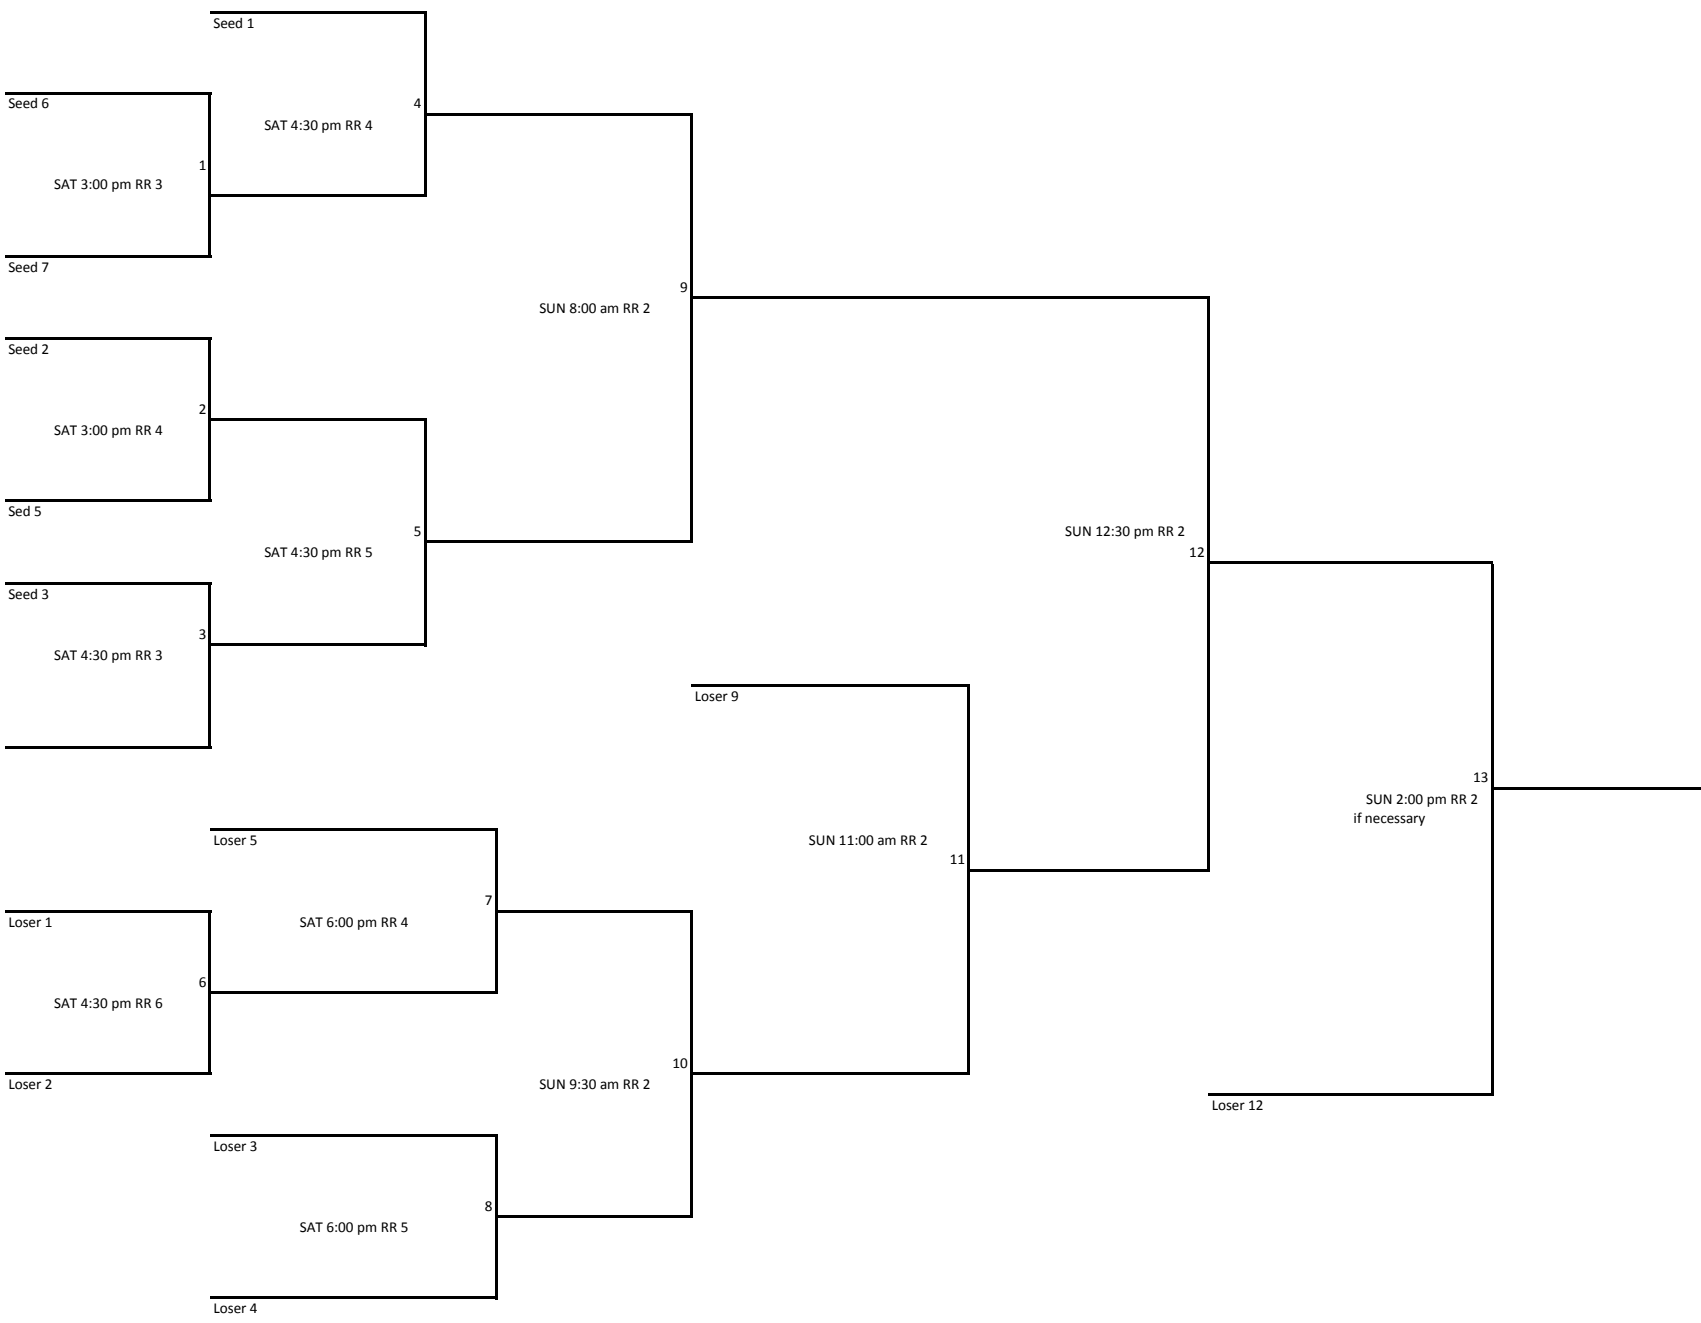 Seed 1
Seed 6
4
SAT 4:30 pm RR 4
1
SAT 3:00 pm RR 3
Seed 7
9
SUN 8:00 am RR 2
Seed 2
2
SAT 3:00 pm RR 4
Sed 5
5
SAT 4:30 pm RR 5
SUN 12:30 pm RR 2
12
Seed 3
3
SAT 4:30 pm RR 3
Loser 9
13
SUN 2:00 pm RR 2
if necessary
Loser 5
SUN 11:00 am RR 2
11
7
Loser 1
SAT 6:00 pm RR 4
6
SAT 4:30 pm RR 6
10
Loser 2
SUN 9:30 am RR 2
Loser 12
Loser 3
8
SAT 6:00 pm RR 5
Loser 4